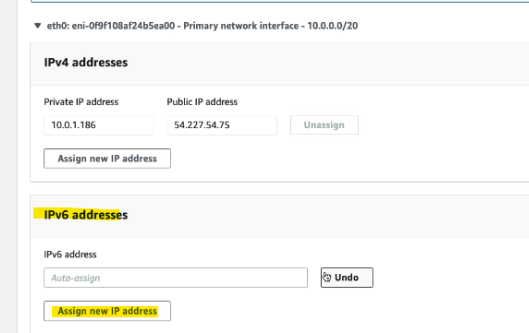 ▼ eth0: eni-0f9f108af24b5ea00 - Primary network interface - 10.0.0.0/20
IPv4 addresses
Private IP address Public IP address
10.0.1.186 54.227.54.75 Unassign
Assign new IP address
IPv6 addresses
IPv6 address
Auto-assign Undo
Assign new IP address